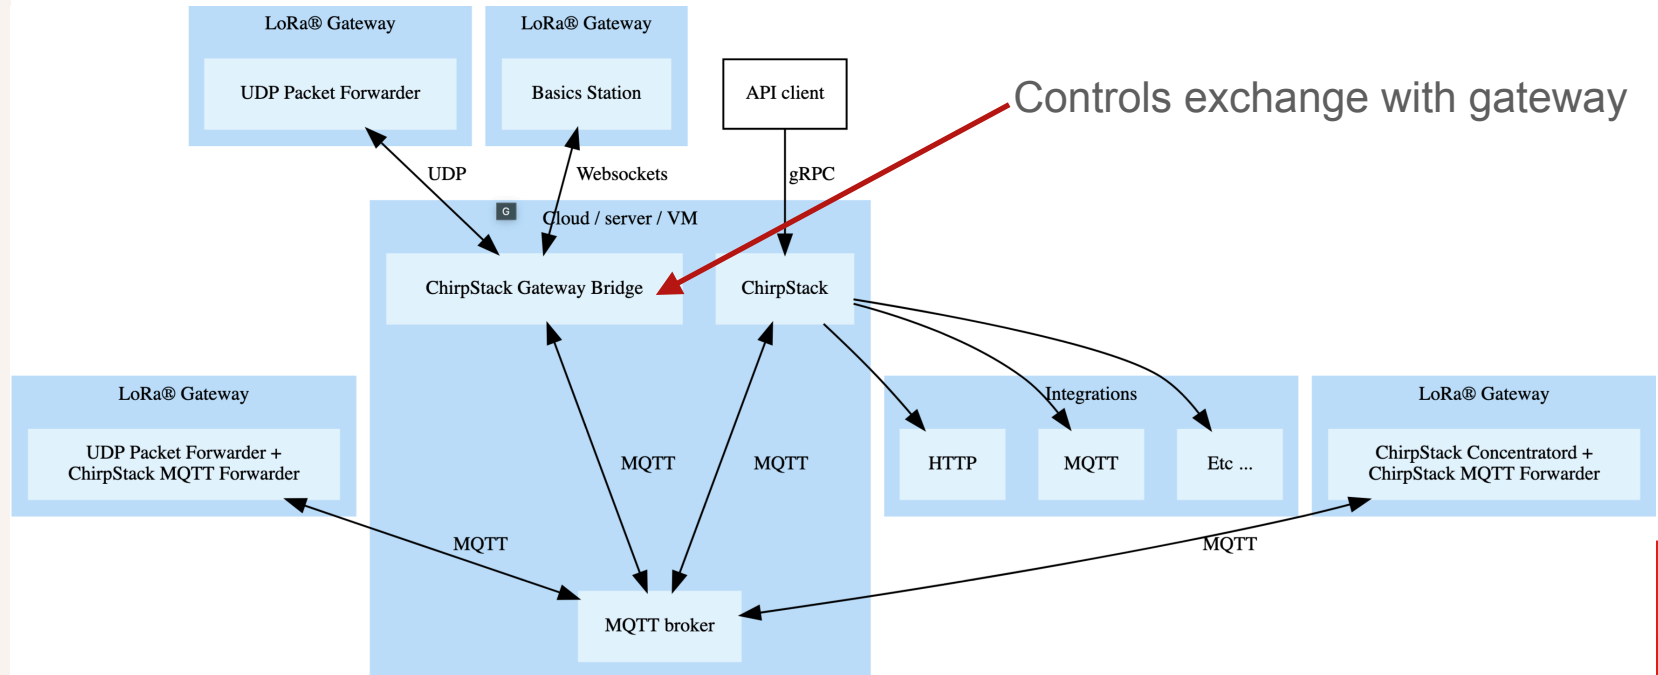 LoRa® Gateway
LoRa® Gateway
UDP Packet Forwarder
Basics Station
API client
Controls exchange with gateway
UDP
Websockets
gRPC
G
Cloud / server / VM
ChirpStack Gateway Bridge
ChirpStack
LoRa® Gateway
Integrations
LoRa® Gateway
UDP Packet Forwarder +
ChirpStack MQTT Forwarder
MQTT
MQTT
HTTP
MQTT
Etc ...
ChirpStack Concentratord +
ChirpStack MQTT Forwarder
MQTT
MQTT
MQTT broker